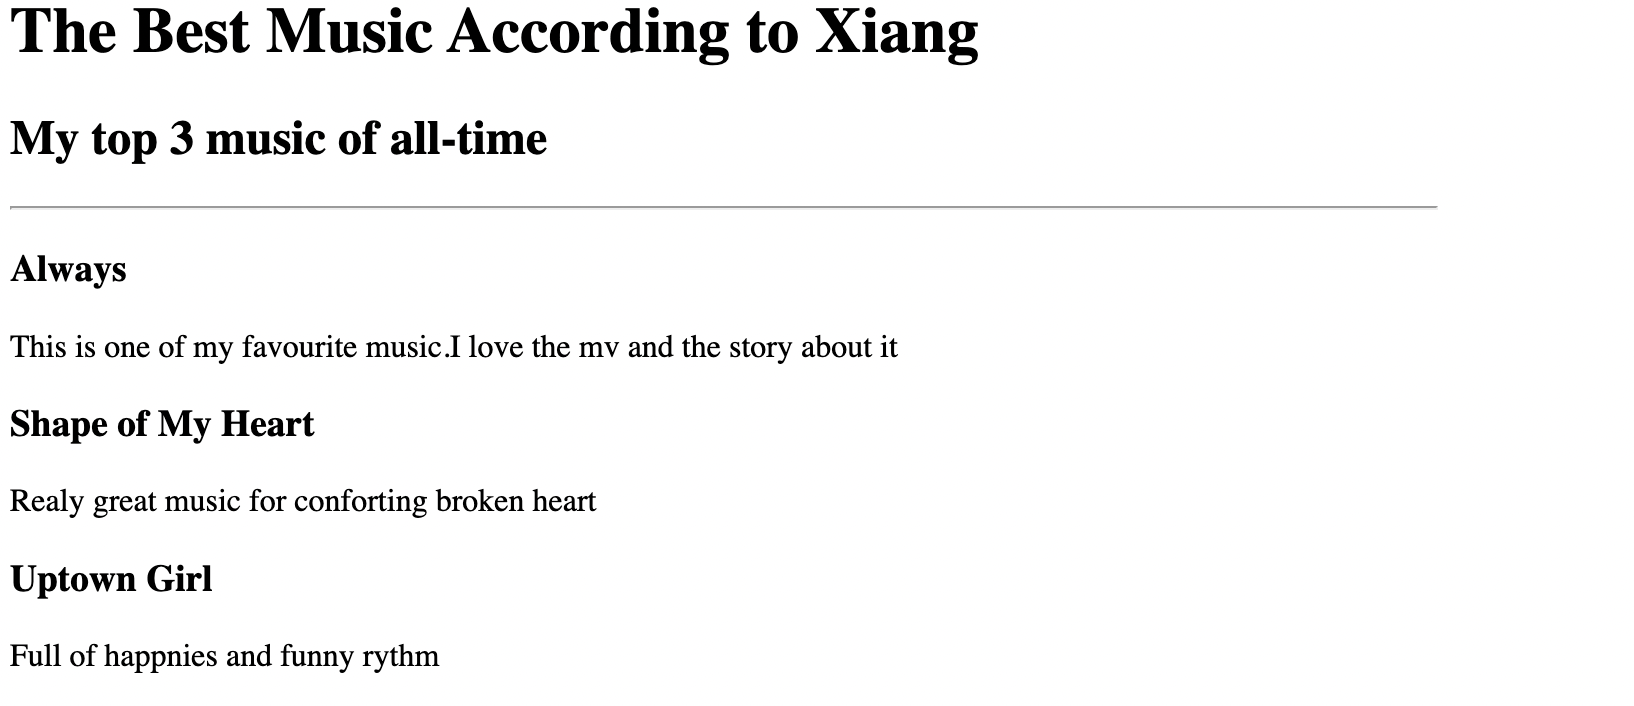 The Best Music According to Xiang
My top 3 music of all-time
Always
This is one of my favourite music.I love the mv and the story about it
Shape of My Heart
Realy great music for conforting broken heart
Uptown Girl
Full of happnies and funny rythm